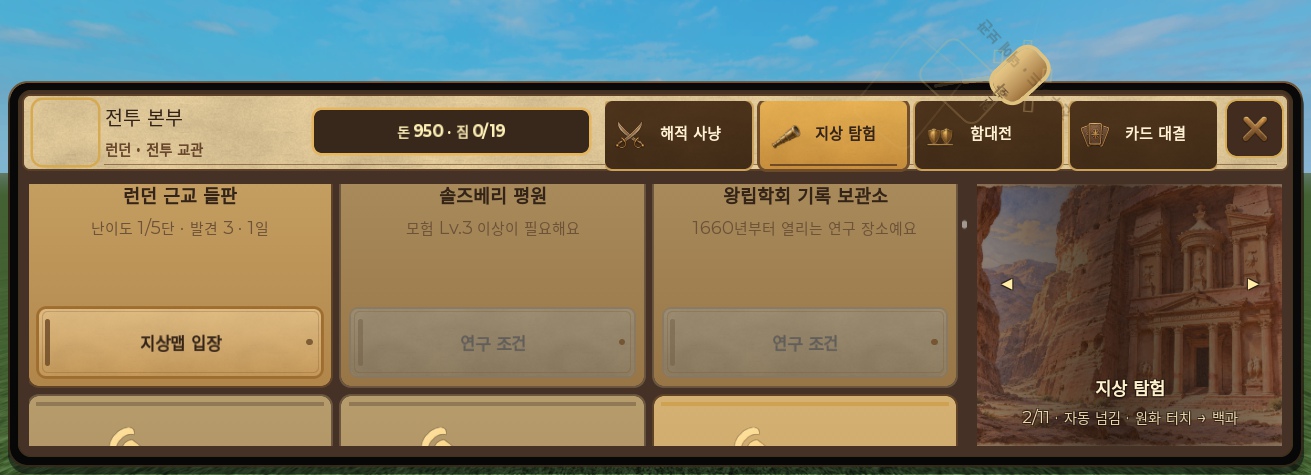 전투 본부
런던 · 전투 교관
돈 950 · 짐 0/19
해적 사냥
지상 탐험
함대전
카드 대결
런던 근교 들판
난이도 1/5단 · 발견 3 · 1일
지상맵 입장
솔즈베리 평원
모험 Lv.3 이상이 필요해요
연구 조건
왕립학회 기록 보관소
1660년부터 열리는 연구 장소예요
연구 조건
지상 탐험
2/11 · 자동 넘김 · 원화 터치 → 백과